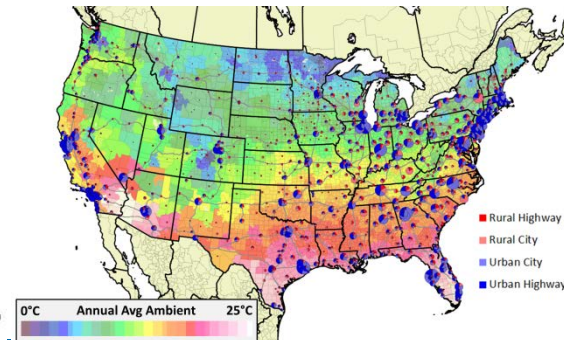 Rural Highway
Rural City
Urban City
Urban Highway
0°C Annual Avg Ambient 25°C